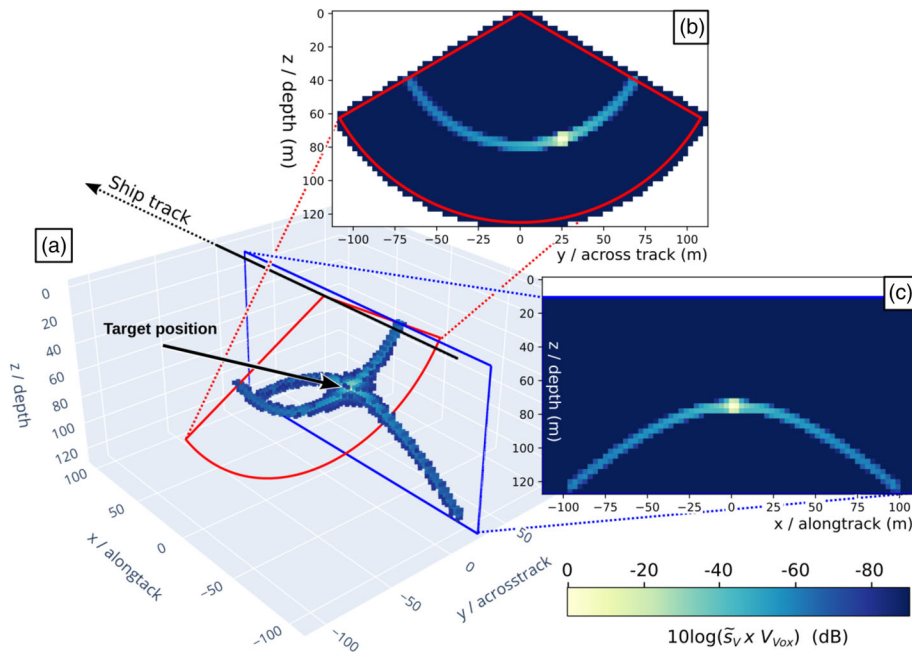 (b)
0
20
40
60
80
100
120
z / depth (m)
−100 −75 −50 −25 0 25 50 75 100
y / across track (m)
Ship track
(a)
0
20
40
60
80
100
120
z / depth
Target position
100
50
0
−50
−100
x / alongtack
50
0
−50
−100
y / acrosstrack
(c)
0
20
40
60
80
100
120
z / depth (m)
−100 −75 −50 −25 0 25 50 75 100
x / alongtrack (m)
0 -20 -40 -60 -80
10log(s̃_V x V_Vox) (dB)